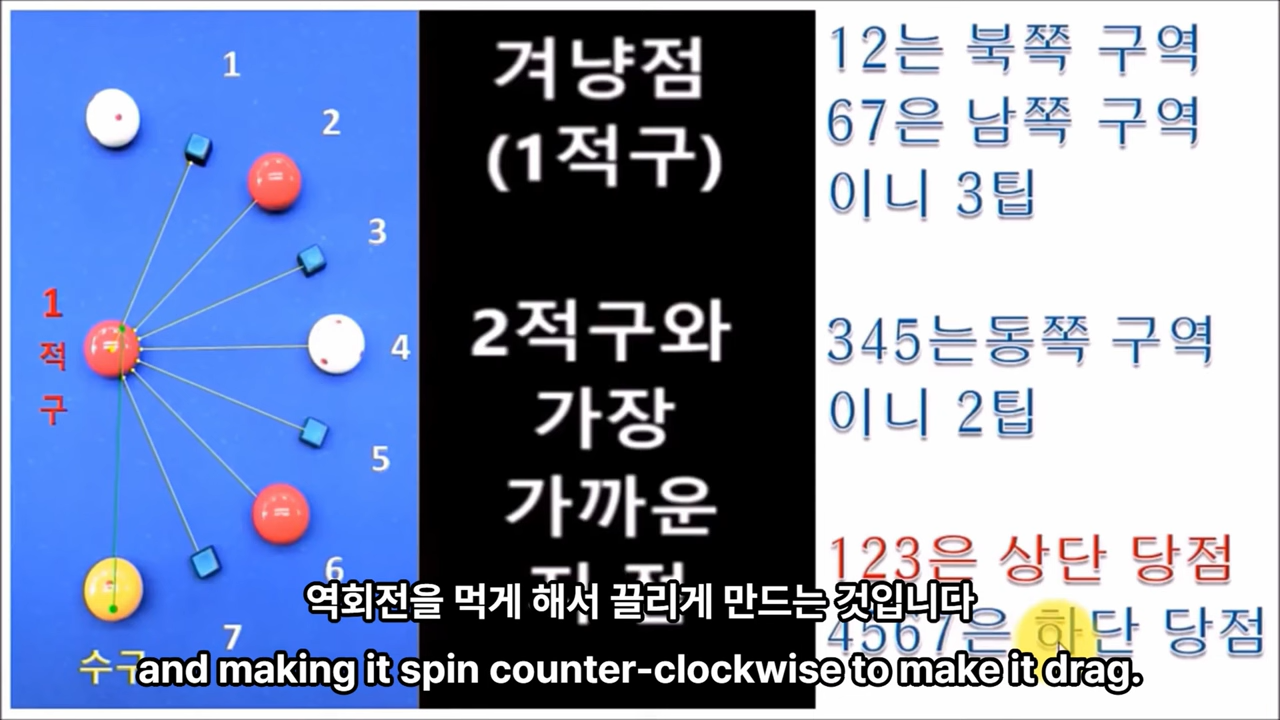 1
2
3
4
5
6
7
1
적
구
겨냥점
(1적구)
2적구와
가장
가까운
12는 북쪽 구역
67은 남쪽 구역
이니 3팁
345는동쪽 구역
이니 2팁
123은 상단 당점
4567은 하단 당점
역회전을 먹게 해서 끌리게 만드는 것입니다
수구
and making it spin counter-clockwise to make it drag.